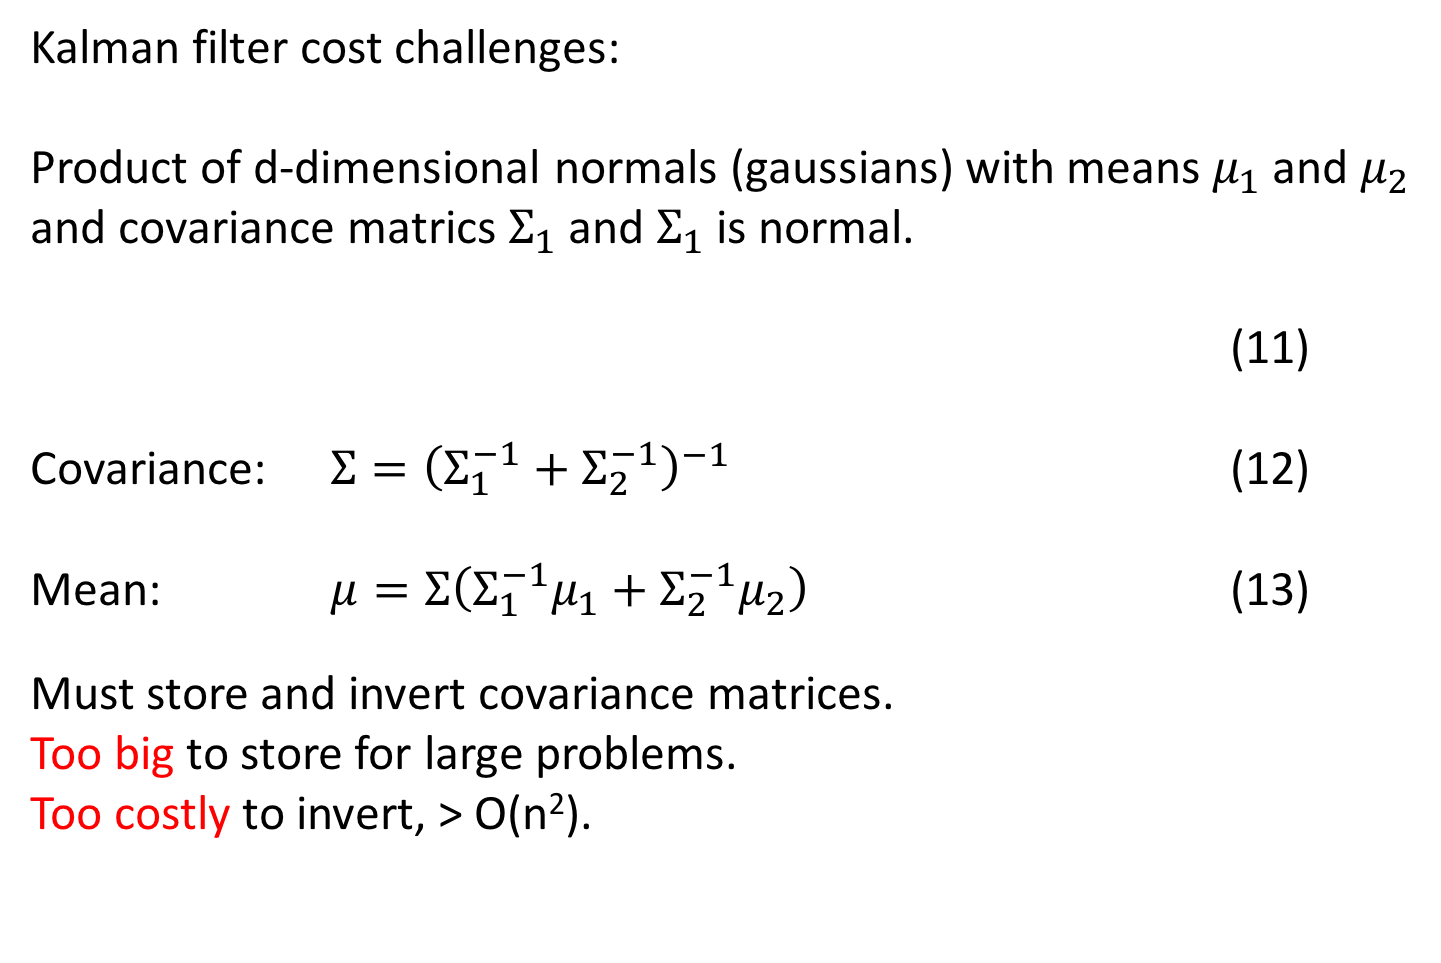 Kalman filter cost challenges:
Product of d-dimensional normals (gaussians) with means μ₁ and μ₂
and covariance matrics Σ₁ and Σ₁ is normal.
(11)
Covariance: Σ = (Σ₁⁻¹ + Σ₂⁻¹)⁻¹ (12)
Mean: μ = Σ(Σ₁⁻¹μ₁ + Σ₂⁻¹μ₂) (13)
Must store and invert covariance matrices.
Too big to store for large problems.
Too costly to invert, > O(n²).